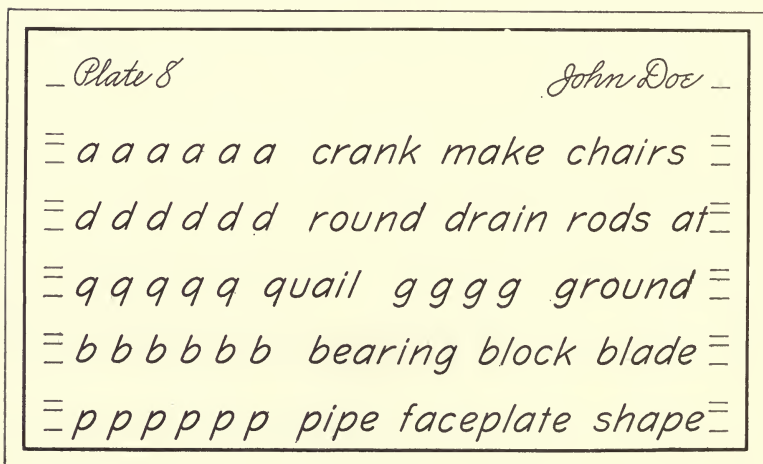 Plate 8 John Doe
a a a a a a crank make chairs
d d d d d d round drain rods at
q q q q q quail g g g g ground
b b b b b b bearing block blade
p p p p p p pipe faceplate shape